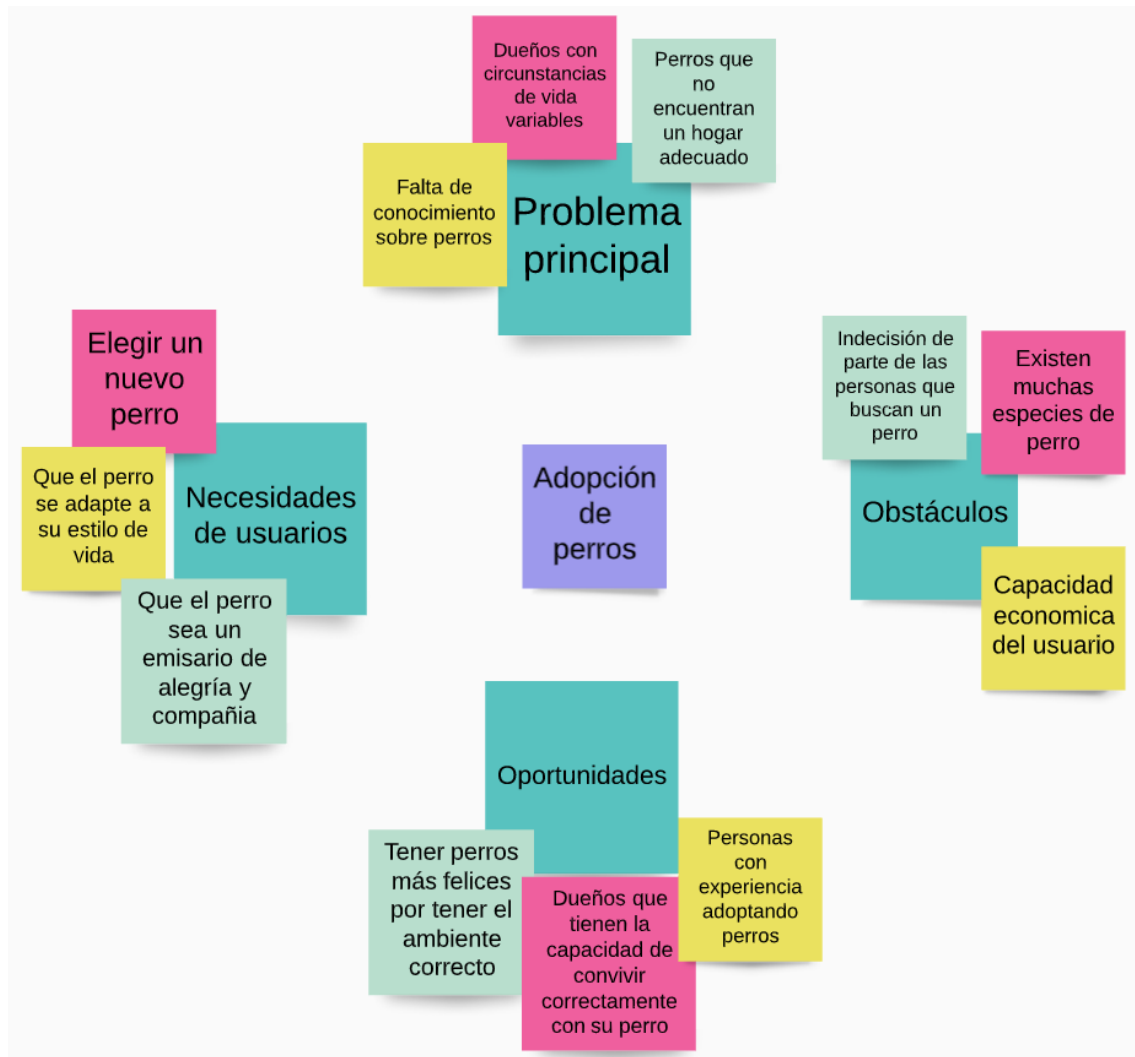 Dueños con
circunstancias
de vida
variables
Perros que
no
encuentran
un hogar
adecuado
Falta de
conocimiento
sobre perros
Problema
principal
Elegir un
nuevo
perro
Que el perro
se adapte a
su estilo de
vida
Necesidades
de usuarios
Que el perro
sea un
emisario de
alegría y
compañia
Adopción
de
perros
Indecisión de
parte de las
personas que
buscan un
perro
Existen
muchas
especies de
perro
Obstáculos
Capacidad
economica
del usuario
Oportunidades
Tener perros
más felices
por tener el
ambiente
correcto
Dueños que
tienen la
capacidad de
convivir
correctamente
con su perro
Personas
con
experiencia
adoptando
perros